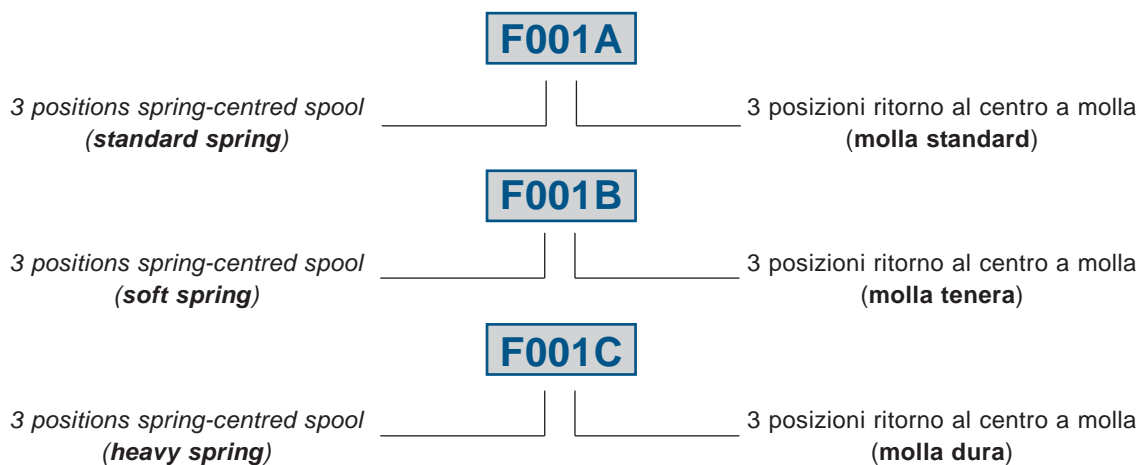 F001A
3 positions spring-centred spool
(standard spring)
3 posizioni ritorno al centro a molla
(molla standard)
F001B
3 positions spring-centred spool
(soft spring)
3 posizioni ritorno al centro a molla
(molla tenera)
F001C
3 positions spring-centred spool
(heavy spring)
3 posizioni ritorno al centro a molla
(molla dura)